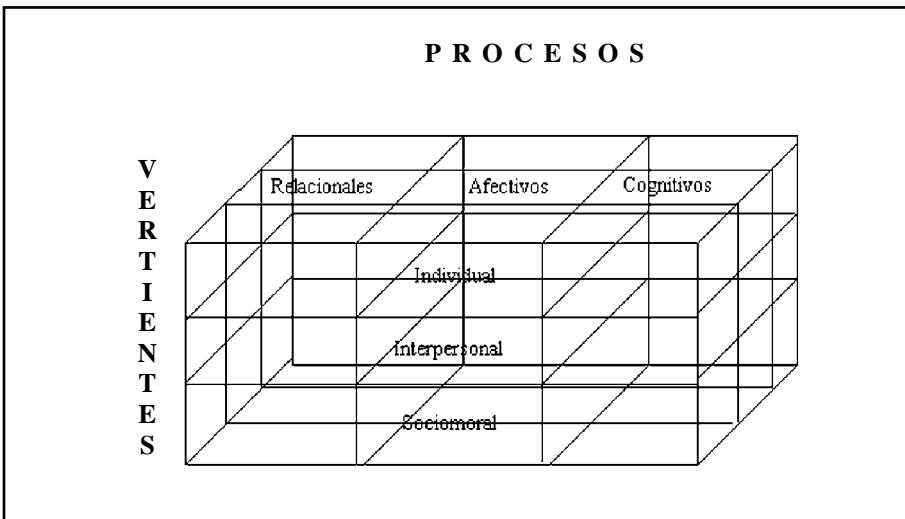 P R O C E S O S
V
E
R
T
I
E
N
T
E
S
Relacionales Afectivos Cognitivos
Individual
Interpersonal
Sociomoral